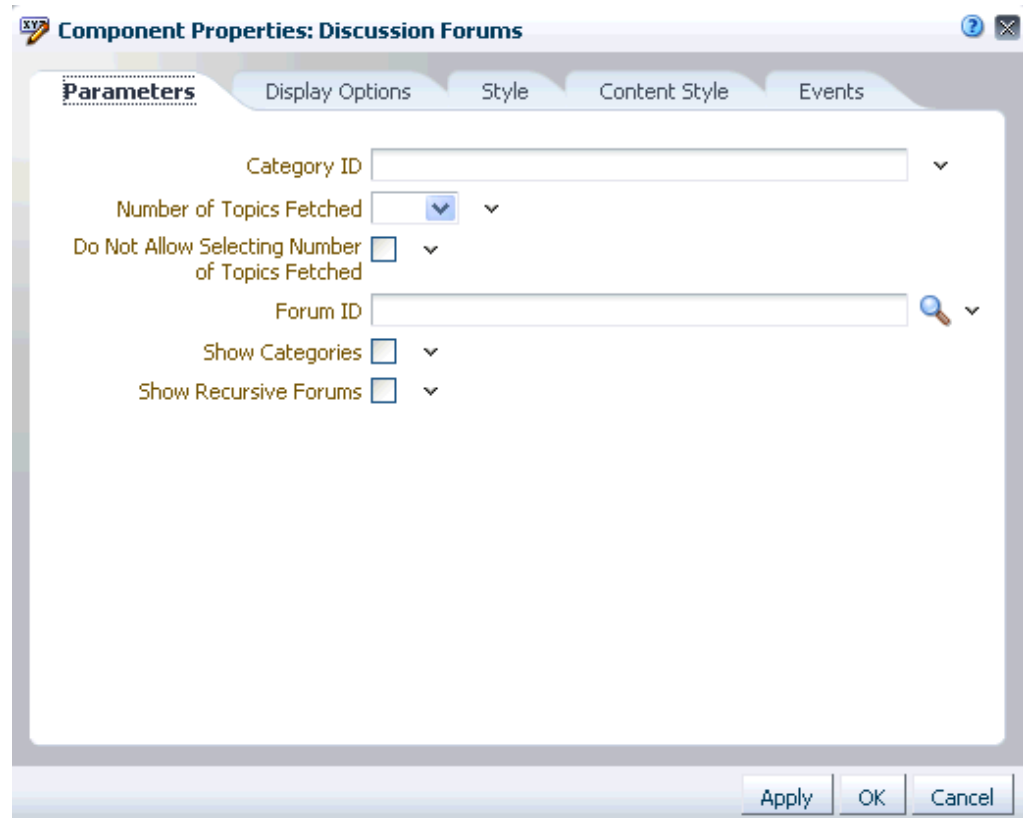 Component Properties: Discussion Forums
Parameters
Display Options
Style
Content Style
Events
Category ID
Number of Topics Fetched
Do Not Allow Selecting Number
of Topics Fetched
Forum ID
Show Categories
Show Recursive Forums
Apply
OK
Cancel